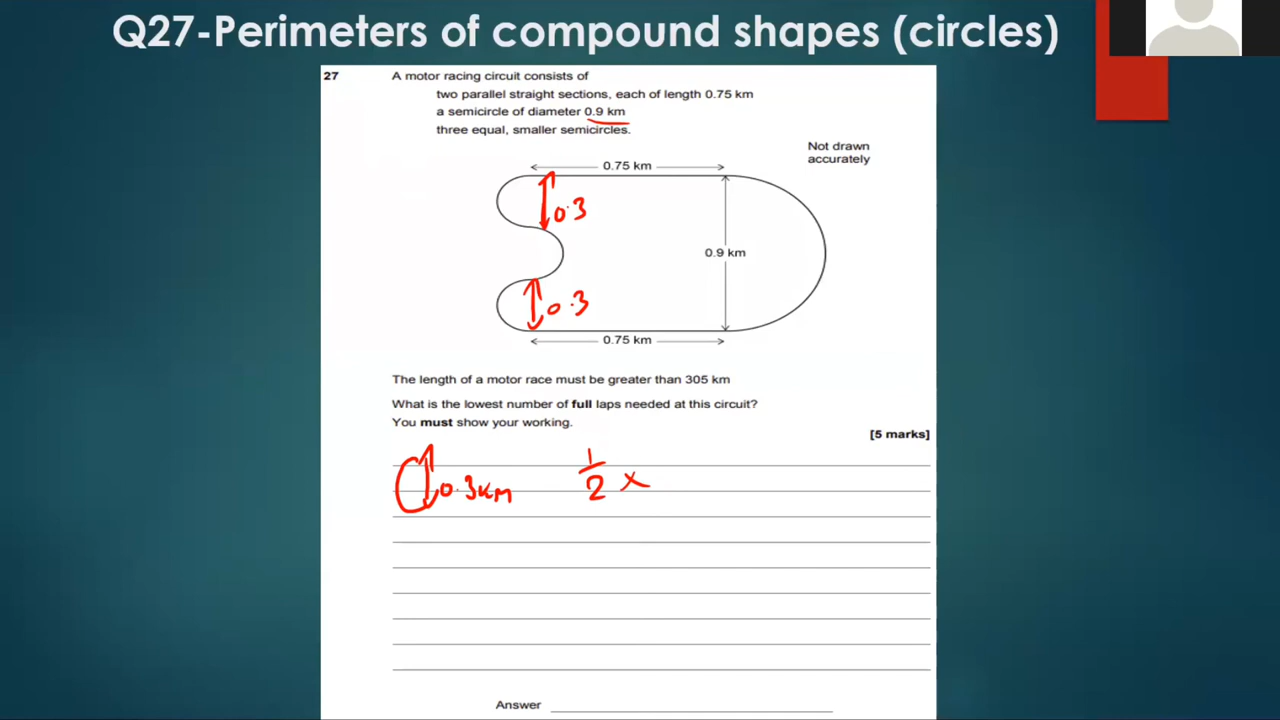 Q27-Perimeters of compound shapes (circles)
27 A motor racing circuit consists of
two parallel straight sections, each of length 0.75 km
a semicircle of diameter 0.9 km
three equal, smaller semicircles.
Not drawn
accurately
0.75 km
0.3
0.9 km
0.3
0.75 km
The length of a motor race must be greater than 305 km
What is the lowest number of full laps needed at this circuit?
You must show your working.
[5 marks]
0.3km 1/2 ×
Answer